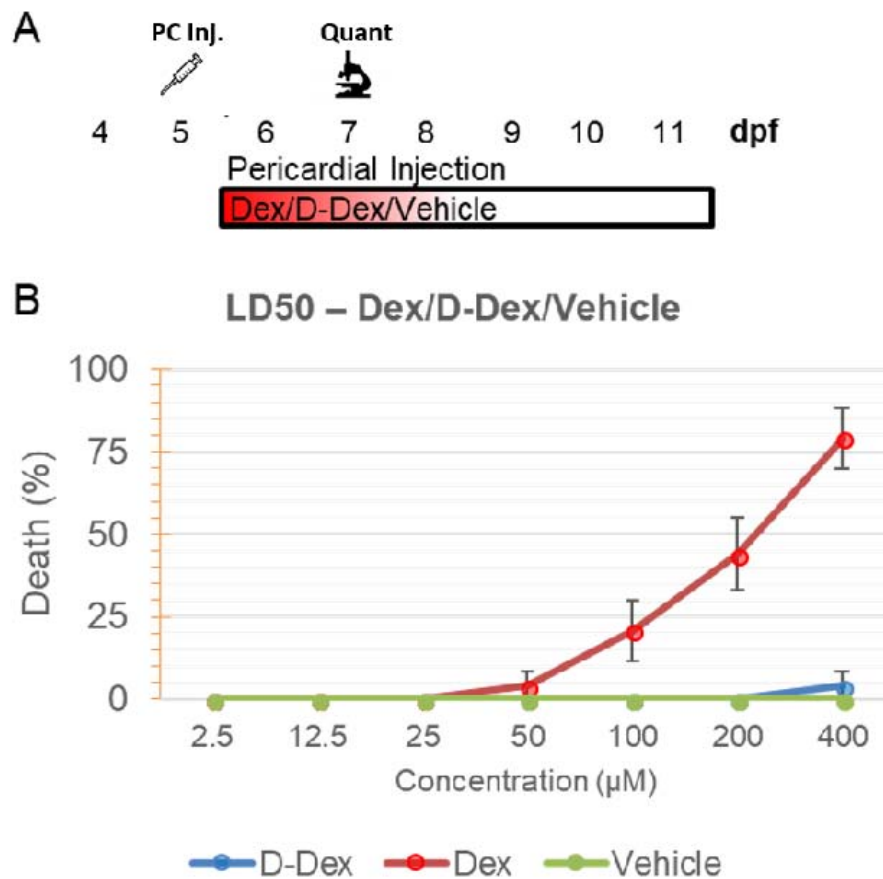 A
PC Inj. Quant
4 5 6 7 8 9 10 11 dpf
Pericardial Injection
Dex/D-Dex/Vehicle
B
LD50 – Dex/D-Dex/Vehicle
100
75
50
25
0
Death (%)
2.5 12.5 25 50 100 200 400
Concentration (µM)
D-Dex Dex Vehicle